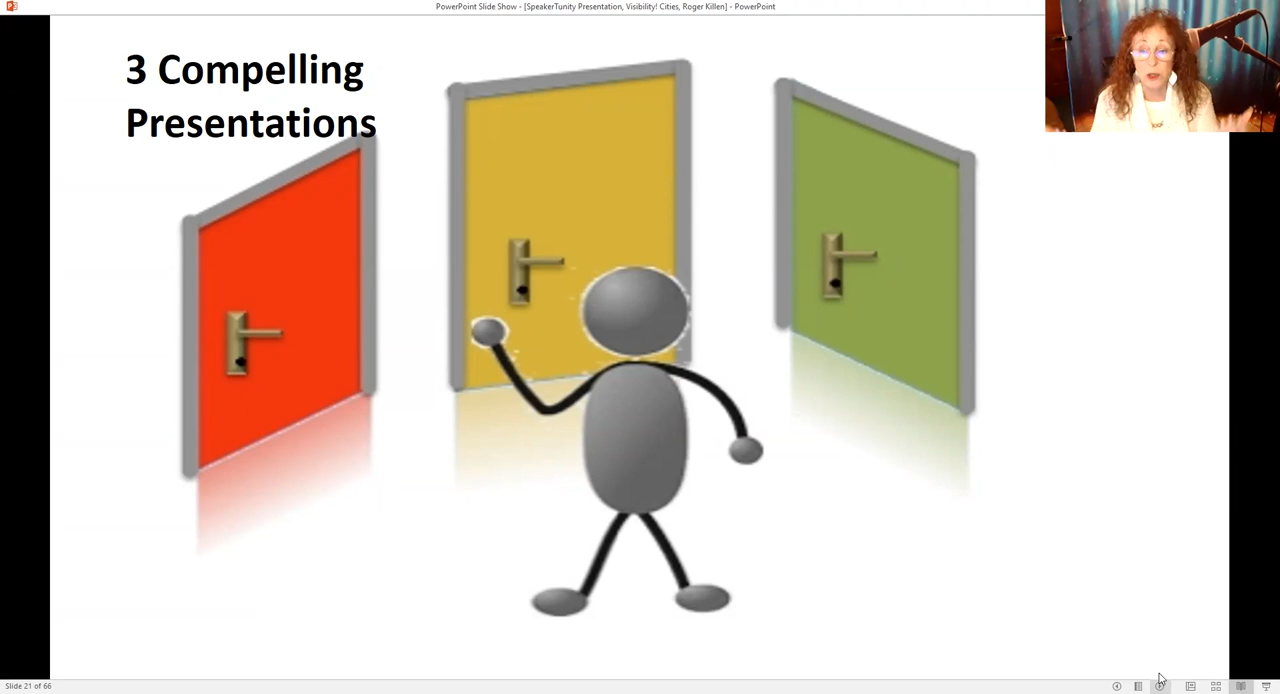 PowerPoint Slide Show - [SpeakerTunity Presentation, Visibility! Cities, Roger Killen] - PowerPoint
3 Compelling
Presentations
Slide 21 of 66